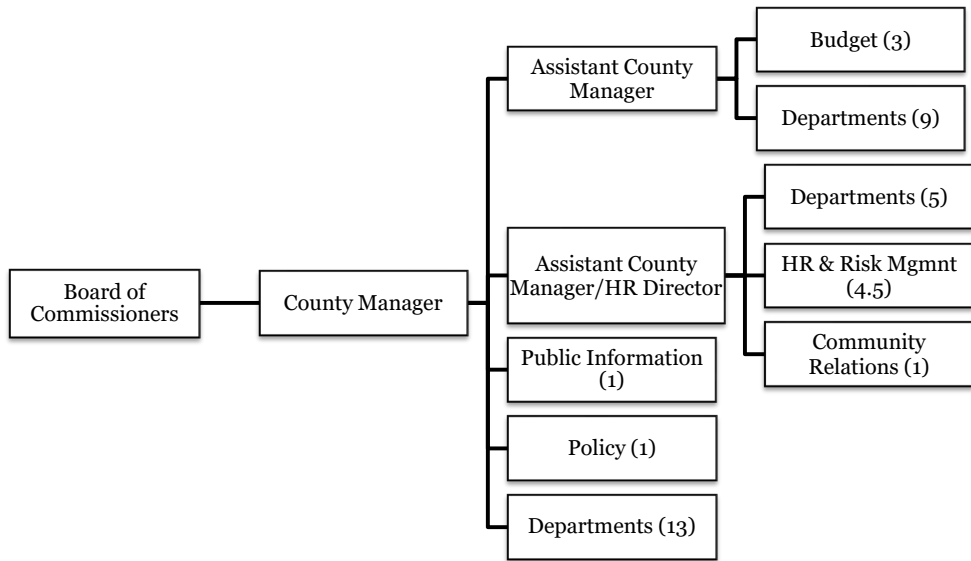 Board of
Commissioners
County Manager
Assistant County
Manager
Budget (3)
Departments (9)
Assistant County
Manager/HR Director
Departments (5)
HR & Risk Mgmnt
(4.5)
Community
Relations (1)
Public Information
(1)
Policy (1)
Departments (13)